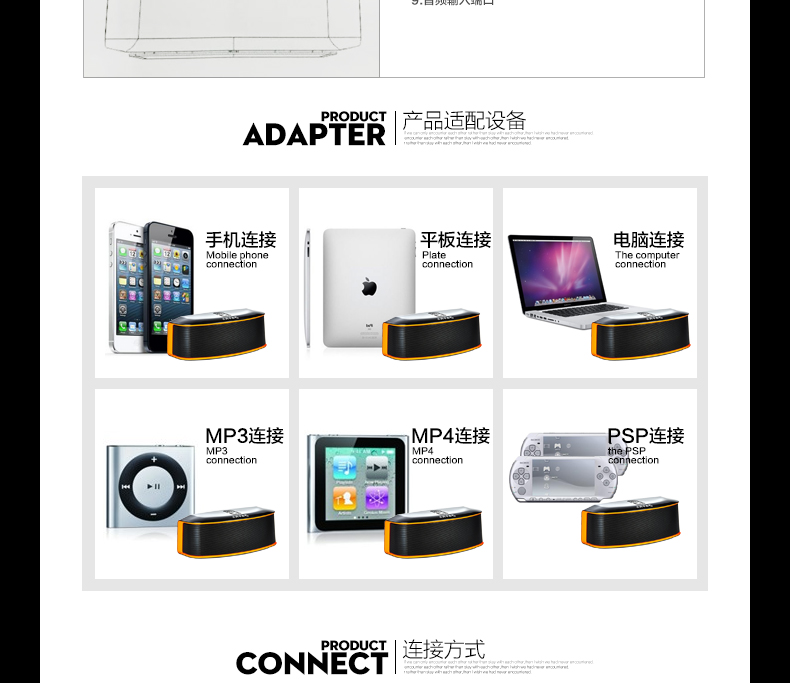 9.音频输入端口
PRODUCT
ADAPTER
产品适配设备
手机连接
Mobile phone
connection
平板连接
Plate
connection
电脑连接
The computer
connection
MP3连接
MP3
connection
MP4连接
MP4
connection
PSP连接
the PSP
connection
PRODUCT
CONNECT
连接方式